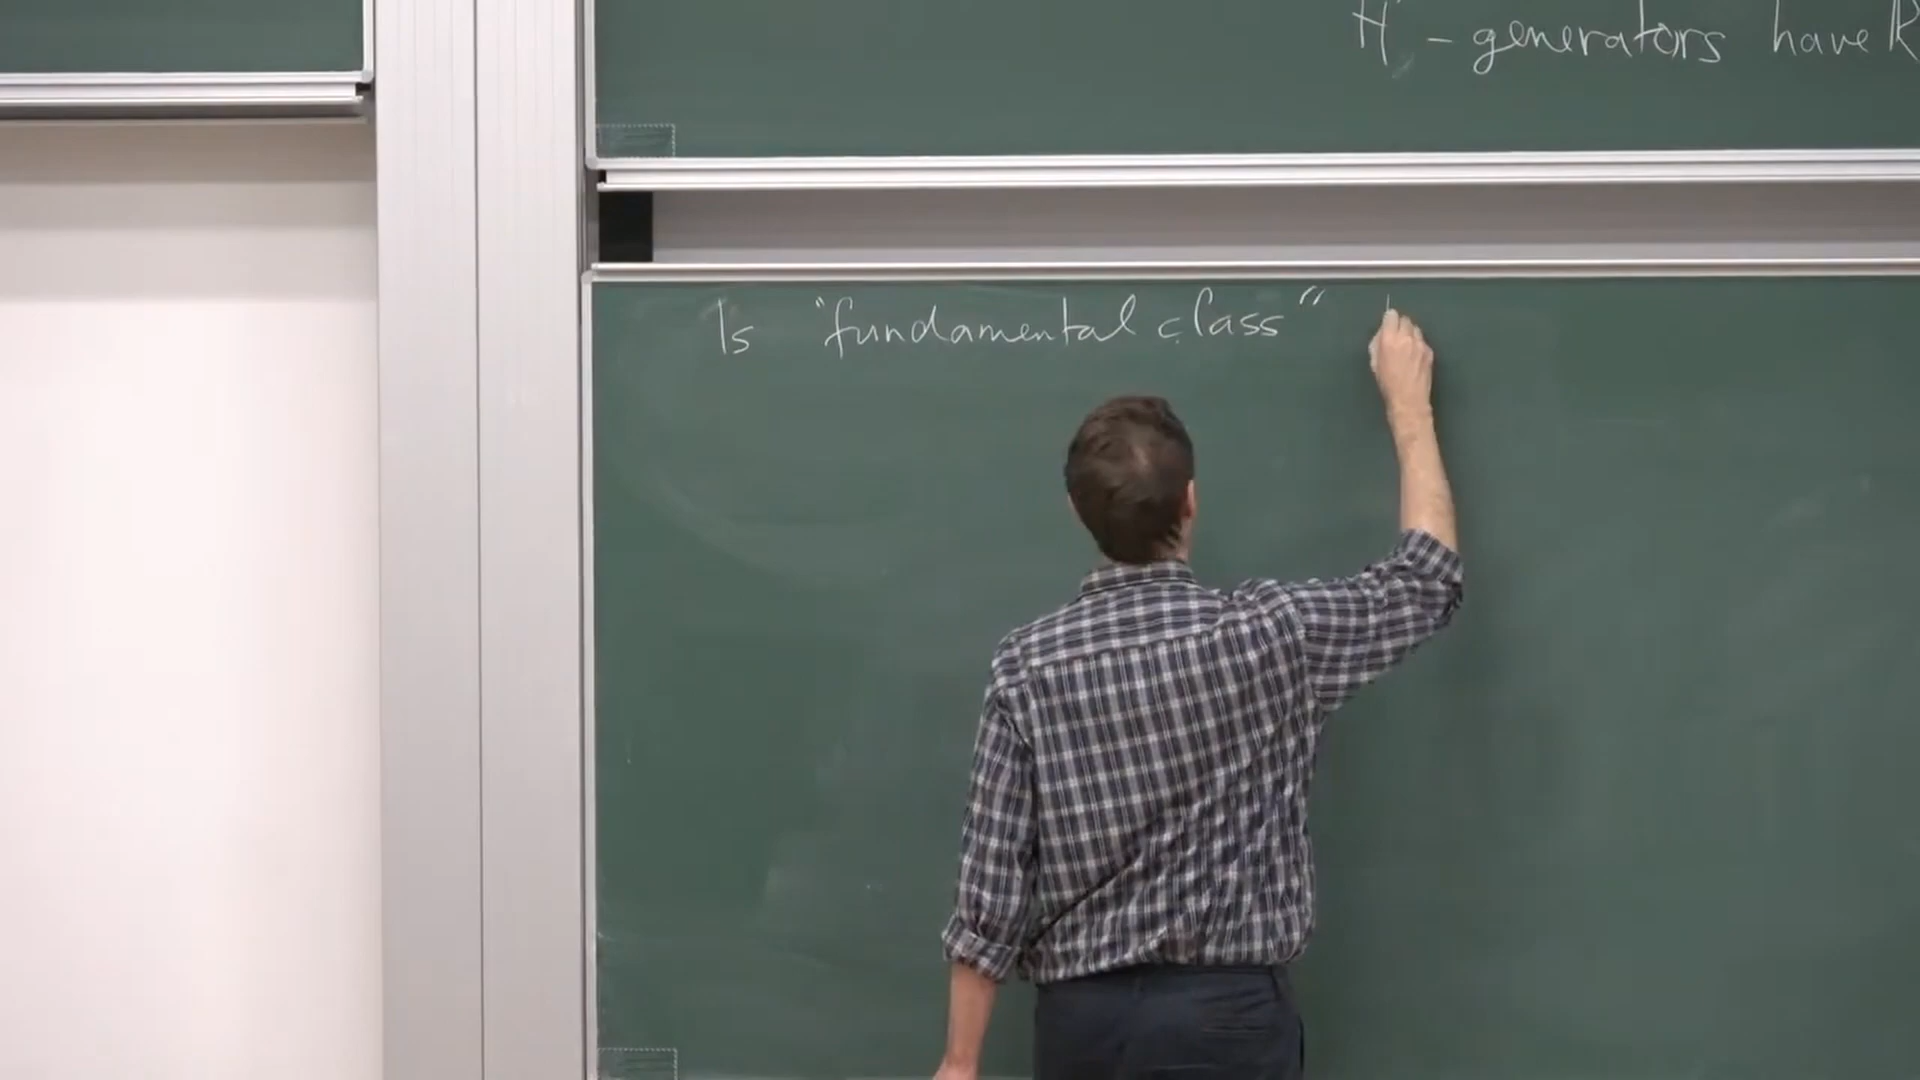 H - generators have
Is "fundamental class"